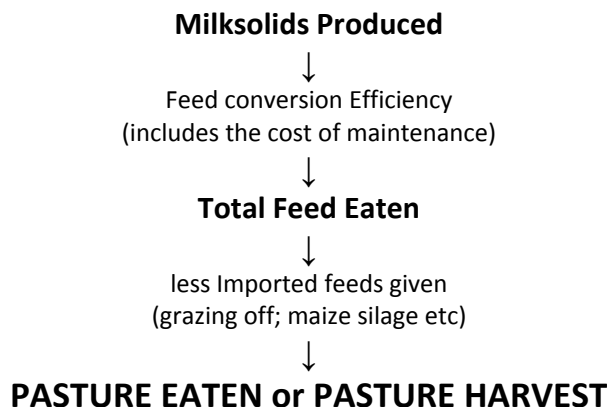 Milksolids Produced
↓
Feed conversion Efficiency
(includes the cost of maintenance)
↓
Total Feed Eaten
↓
less Imported feeds given
(grazing off; maize silage etc)
↓
PASTURE EATEN or PASTURE HARVEST